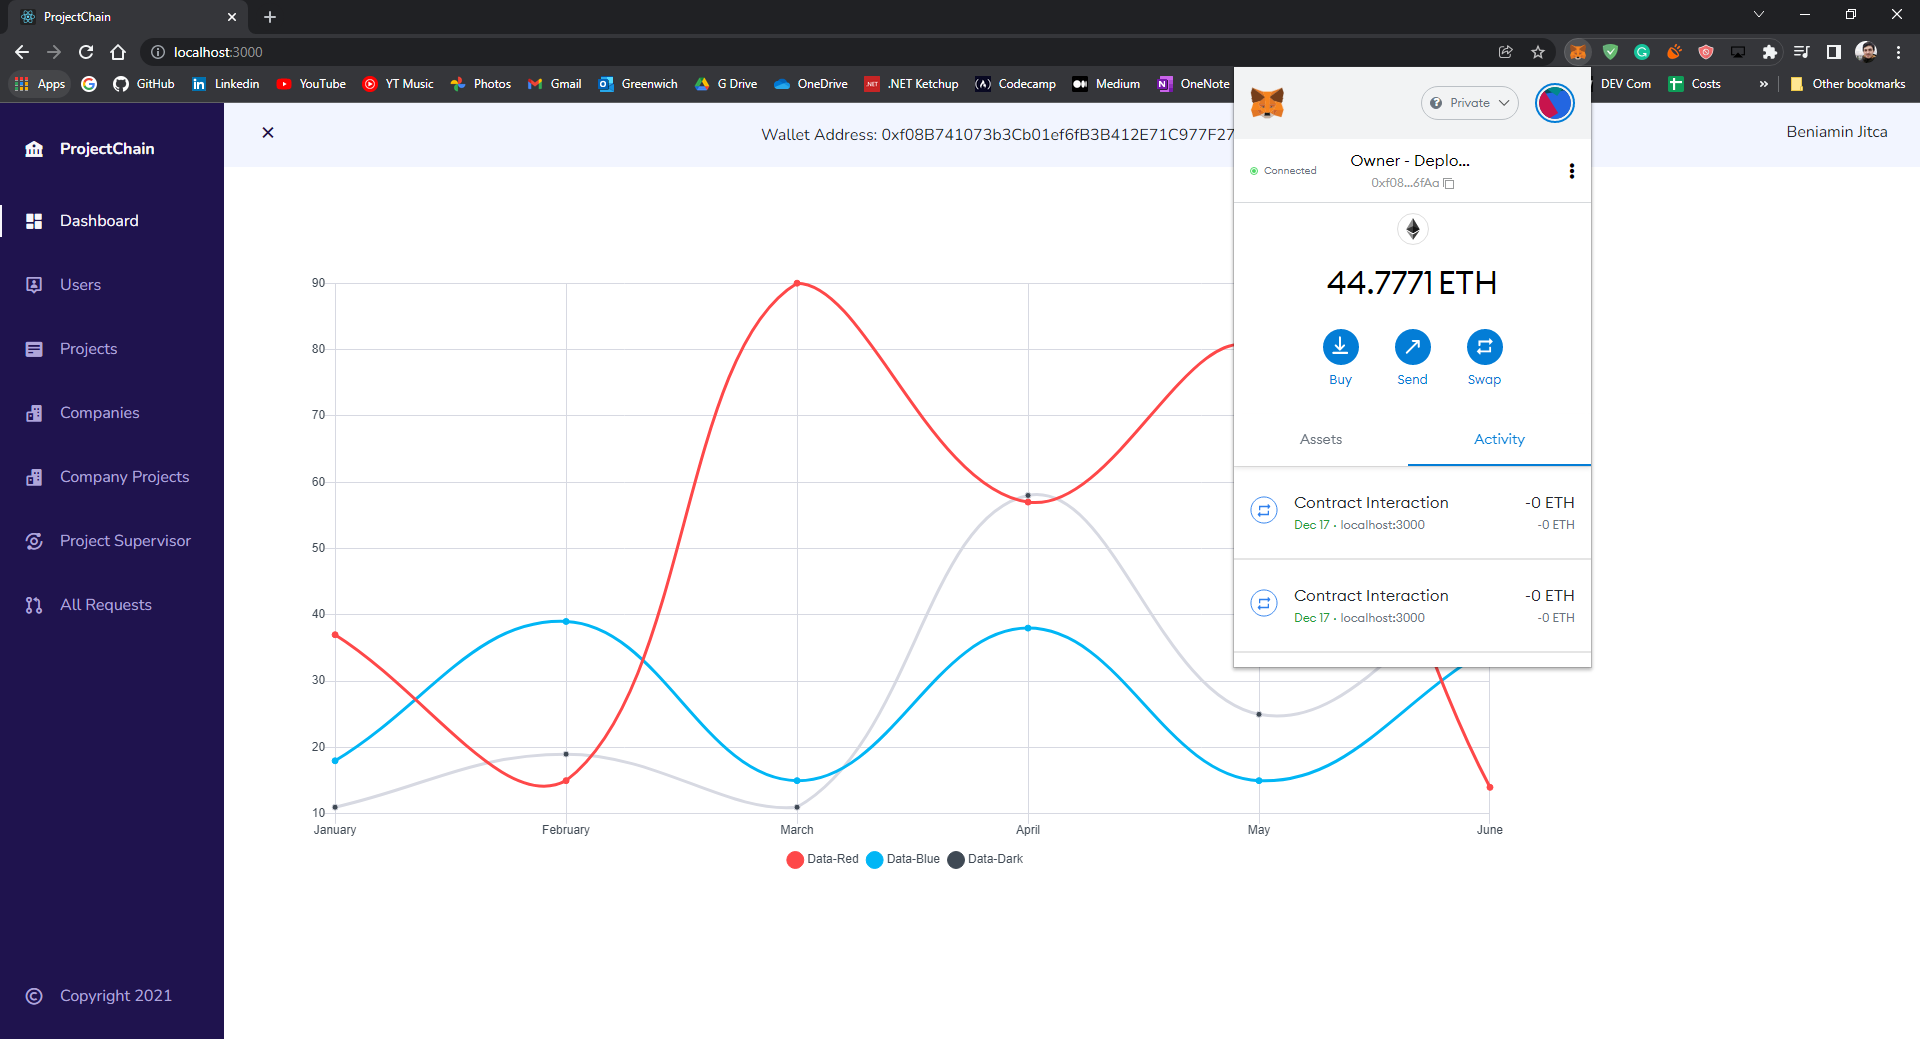 ProjectChain
localhost:3000
Apps
GitHub
Linkedin
YouTube
YT Music
Photos
Gmail
Greenwich
G Drive
OneDrive
.NET Ketchup
Codecamp
Medium
OneNote
DEV Com
Costs
»
Other bookmarks
ProjectChain
Dashboard
Users
Projects
Companies
Company Projects
Project Supervisor
All Requests
Copyright 2021
Wallet Address: 0xf08B741073b3Cb01ef6fB3B412E71C977F27
Beniamin Jitca
Private
Connected
Owner - Deplo...
0xf08...6fAa
44.7771 ETH
Buy
Send
Swap
Assets
Activity
Contract Interaction
-0 ETH
Dec 17 · localhost:3000
-0 ETH
Contract Interaction
-0 ETH
Dec 17 · localhost:3000
-0 ETH
90
80
70
60
50
40
30
20
10
January
February
March
April
May
June
Data-Red
Data-Blue
Data-Dark